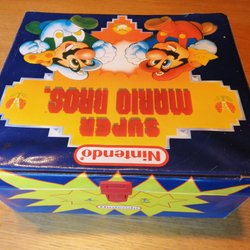 Nintendo
SUPER
MARIO BROS.